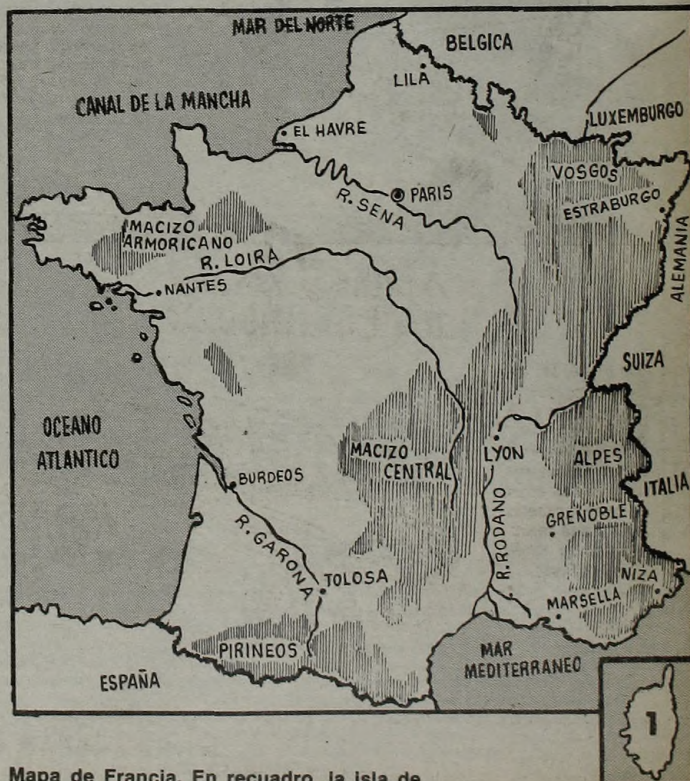 MAR DEL NORTE
BELGICA
LILA
CANAL DE LA MANCHA
LUXEMBURGO
EL HAVRE
VOSGOS
PARIS
R. SENA
ESTRABURGO
MACIZO
ARMORICANO
R. LOIRA
ALEMANIA
NANTES
SUIZA
OCEANO
ATLANTICO
MACIZO
CENTRAL
LYON
ALPES
BURDEOS
ITALIA
R. GARONA
R. RODANO
GRENOBLE
TOLOSA
NIZA
MARSELLA
PIRINEOS
MAR
MEDITERRANEO
ESPAÑA
1
Mapa de Francia. En recuadro, la isla de